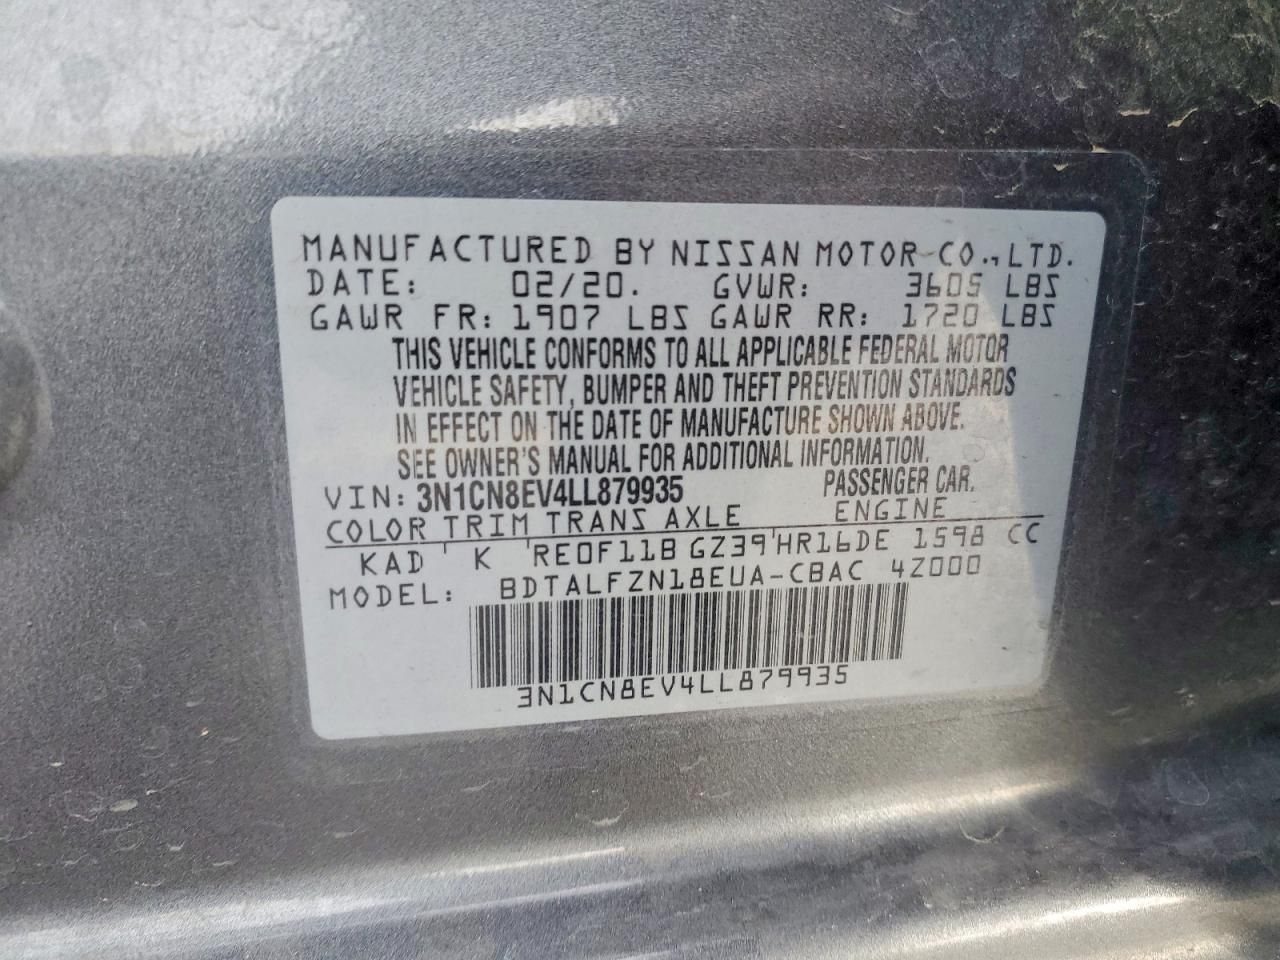 MANUFACTURED BY NISSAN MOTOR CO., LTD.
DATE: 02/20. GVWR: 3605 LBS
GAWR FR: 1907 LBS GAWR RR: 1720 LBS
THIS VEHICLE CONFORMS TO ALL APPLICABLE FEDERAL MOTOR
VEHICLE SAFETY, BUMPER AND THEFT PREVENTION STANDARDS
IN EFFECT ON THE DATE OF MANUFACTURE SHOWN ABOVE.
SEE OWNER'S MANUAL FOR ADDITIONAL INFORMATION.
VIN: 3N1CN8EV4LL879935 PASSENGER CAR.
COLOR TRIM TRANS AXLE ENGINE
KAD K RE0F11B GZ39 HR16DE 1598 CC
MODEL: BDTALFZN18EUA-CBAC 4Z000
3N1CN8EV4LL879935